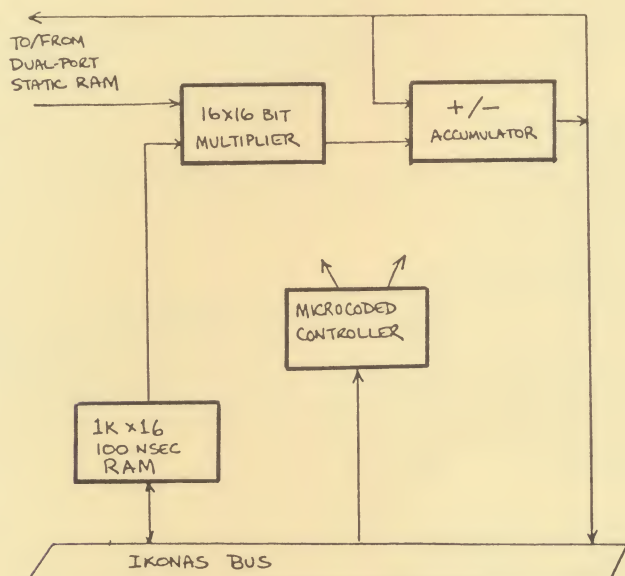 TO/FROM
DUAL-PORT
STATIC RAM
16X16 BIT
MULTIPLIER
+/-
ACCUMULATOR
MICROCODED
CONTROLLER
1K X16
100 NSEC
RAM
IKONAS BUS